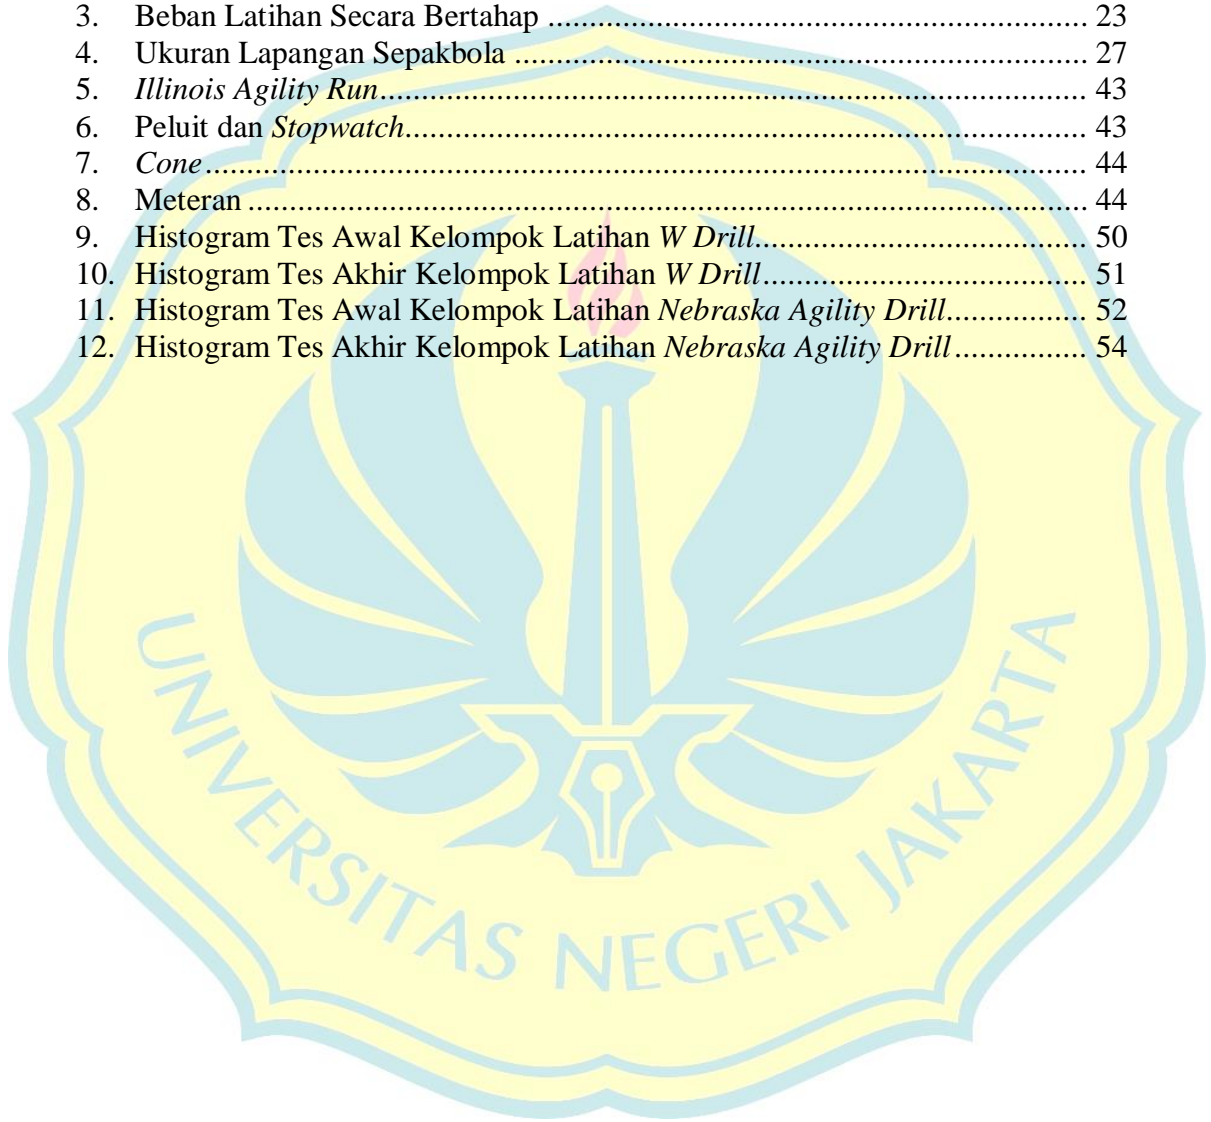 3. Beban Latihan Secara Bertahap ........................................................................ 23
4. Ukuran Lapangan Sepakbola ............................................................................ 27
5. Illinois Agility Run.............................................................................................. 43
6. Peluit dan Stopwatch........................................................................................... 43
7. Cone..................................................................................................................... 44
8. Meteran ................................................................................................................ 44
9. Histogram Tes Awal Kelompok Latihan W Drill............................................ 50
10. Histogram Tes Akhir Kelompok Latihan W Drill........................................... 51
11. Histogram Tes Awal Kelompok Latihan Nebraska Agility Drill.................. 52
12. Histogram Tes Akhir Kelompok Latihan Nebraska Agility Drill ................. 54
UNIVERSITAS NEGERI JAKARTA